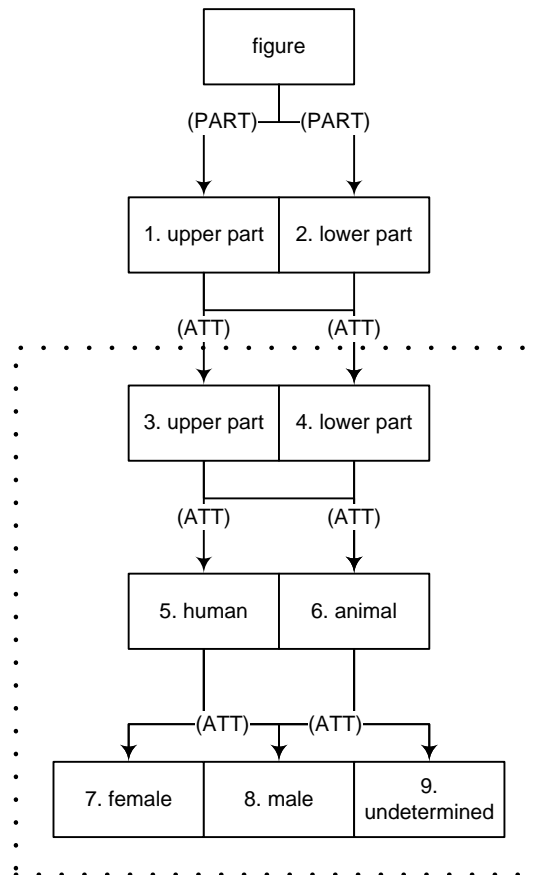 figure
(PART) (PART)
1. upper part 2. lower part
(ATT) (ATT)
3. upper part 4. lower part
(ATT) (ATT)
5. human 6. animal
(ATT) (ATT)
7. female 8. male 9.
undetermined